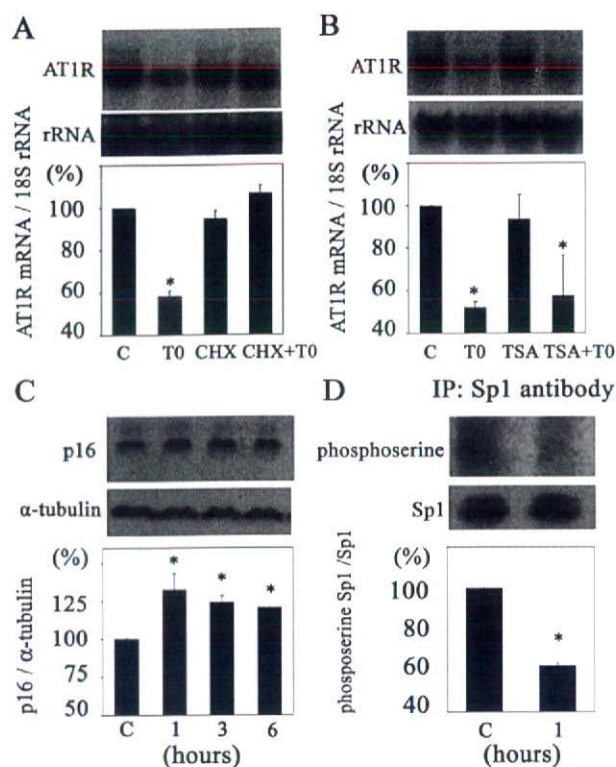 A
AT1R
rRNA
AT1R mRNA / 18S rRNA
(%)
100
80
60
40
*
C T0 CHX CHX+T0
B
AT1R
rRNA
AT1R mRNA / 18S rRNA
(%)
100
80
60
40
*
*
C T0 TSA TSA+T0
C
p16
α-tubulin
p16 / α-tubulin
(%)
125
100
75
50
*
*
*
C 1 3 6
(hours)
D
IP: Sp1 antibody
phosphoserine
Sp1
phosposerine Sp1 /Sp1
(%)
100
80
60
40
*
C 1
(hours)